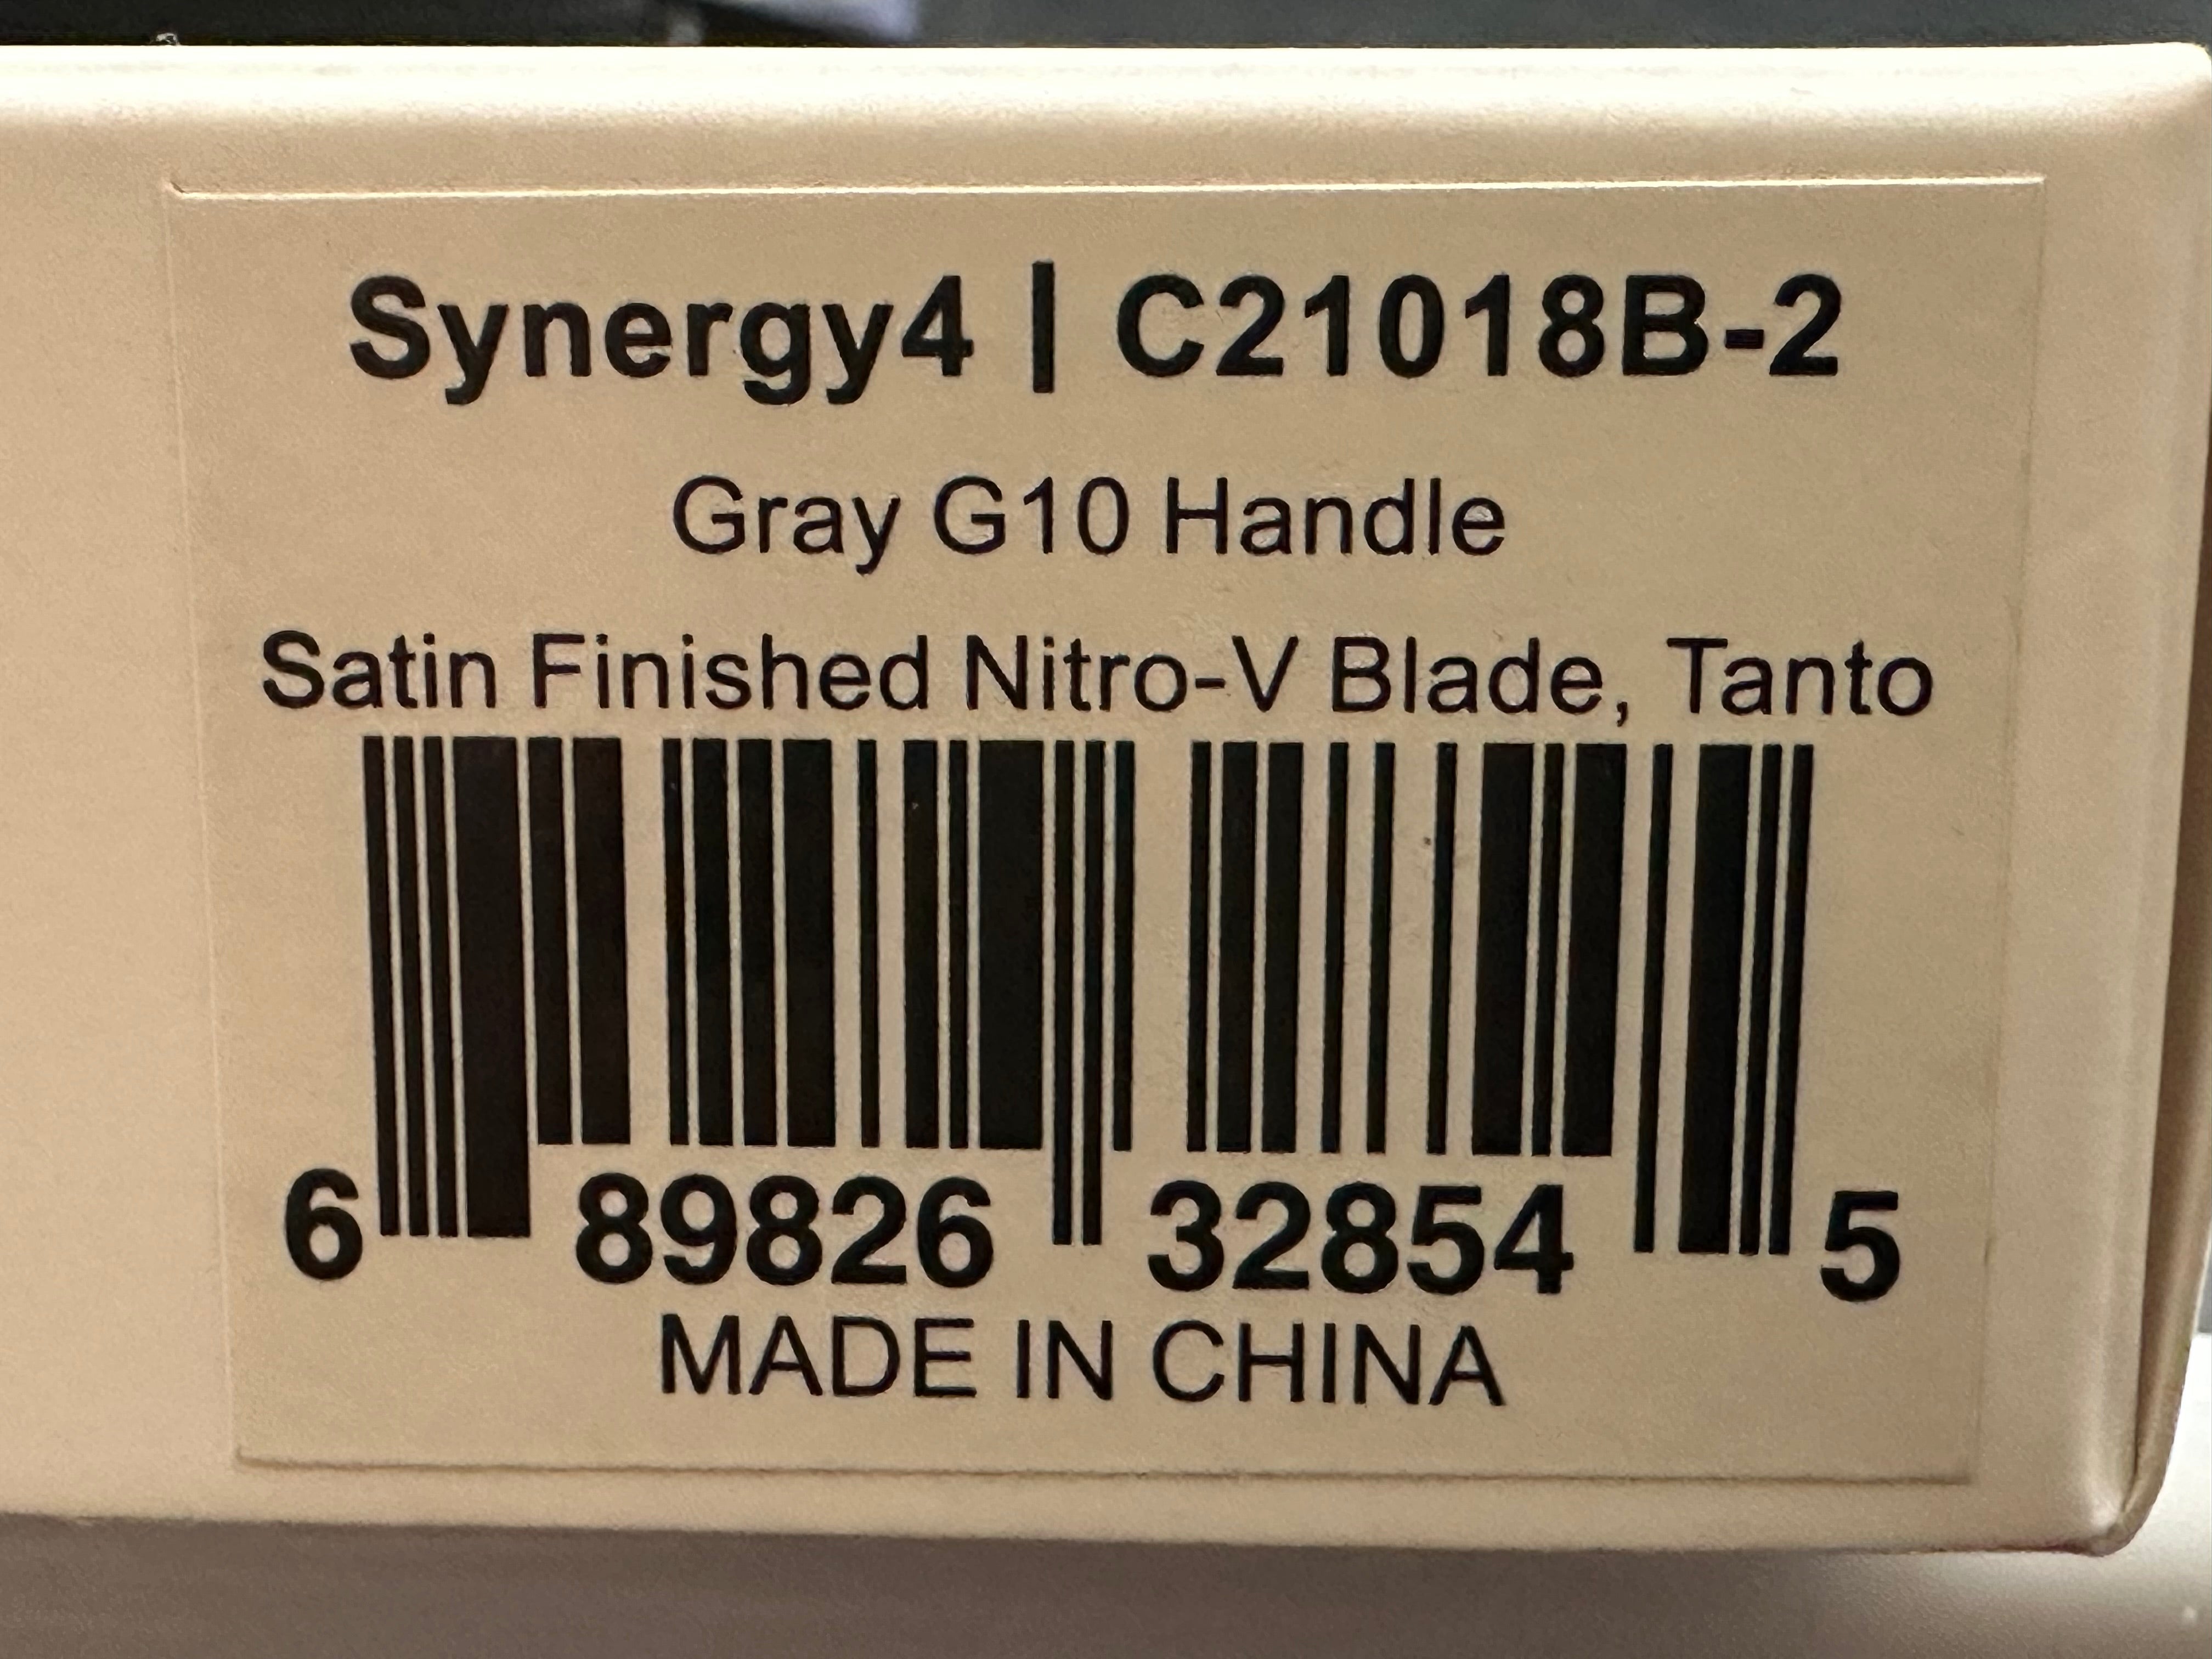 Synergy4 | C21018B-2
Gray G10 Handle
Satin Finished Nitro-V Blade, Tanto
6 89826 32854 5
MADE IN CHINA